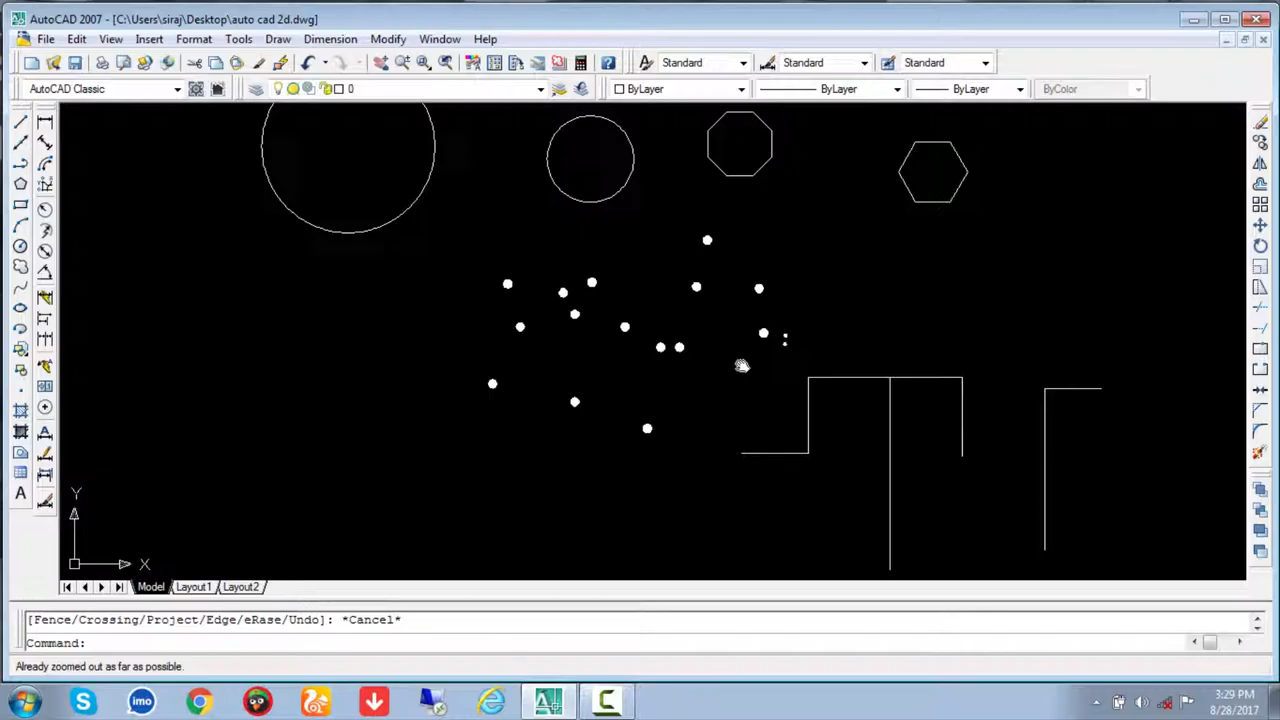 AutoCAD 2007 - [C:\Users\siraj\Desktop\auto cad 2d.dwg]
File Edit View Insert Format Tools Draw Dimension Modify Window Help
Standard Standard Standard
AutoCAD Classic 0 ByLayer ByLayer ByLayer ByColor
Y
X
Model Layout1 Layout2
[Fence/Crossing/Project/Edge/eRase/Undo]: *Cancel*
Command:
Already zoomed out as far as possible.
imo
3:29 PM
8/28/2017